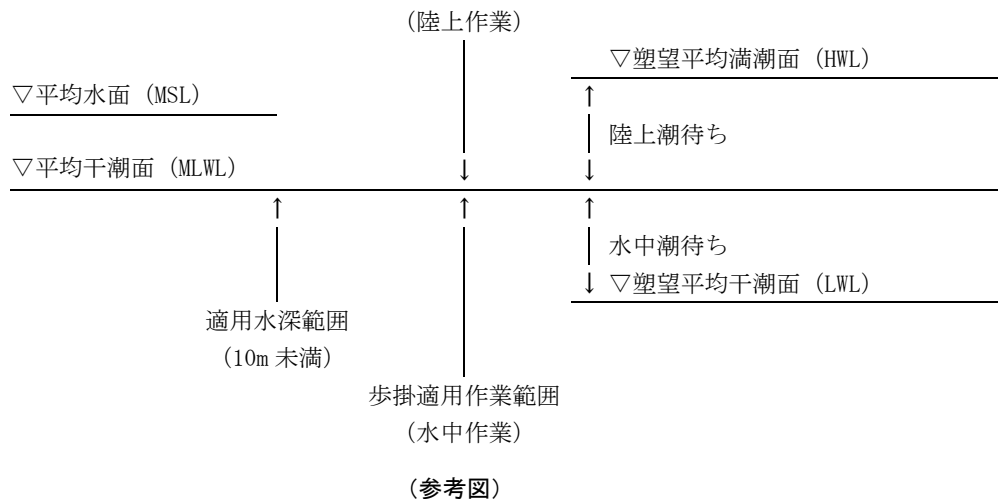 （陸上作業）
▽塑望平均満潮面（HWL）
▽平均水面（MSL）
↑
陸上潮待ち
▽平均干潮面（MLWL）
↓ ↓
↑ ↑ ↑
水中潮待ち
↓ ▽塑望平均干潮面（LWL）
適用水深範囲
（10m 未満）
歩掛適用作業範囲
（水中作業）
（参考図）